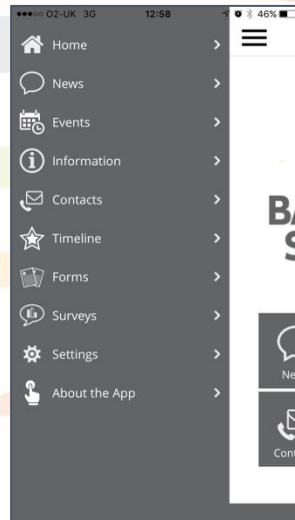 O2-UK 3G 12:58 46%
Home
News
Events
Information
Contacts
Timeline
Forms
Surveys
Settings
About the App